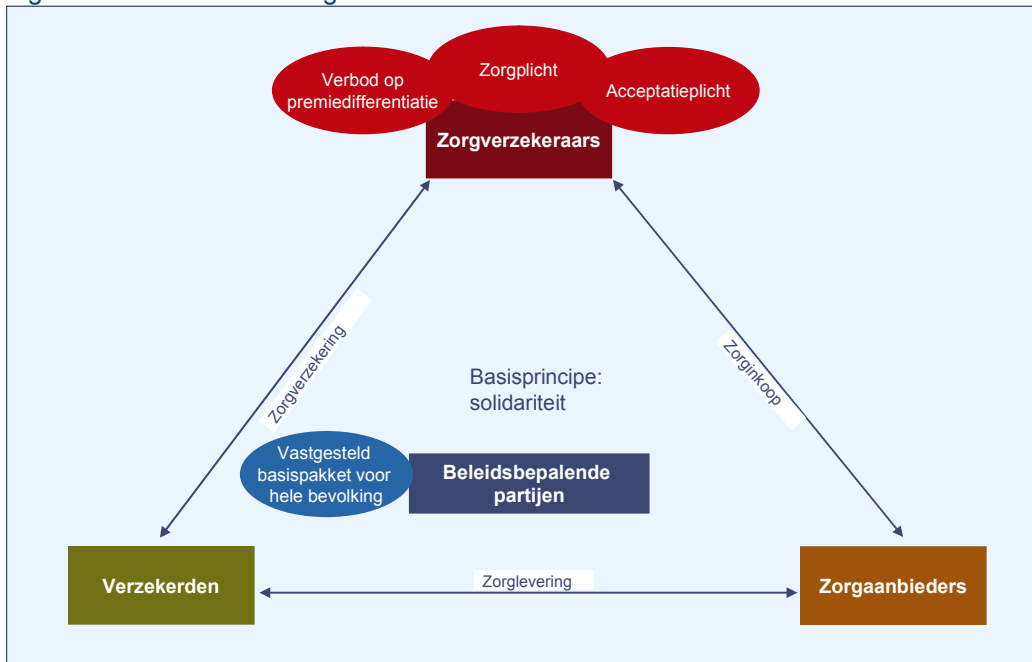 Zorgplicht
Verbod op
premiedifferentiatie
Acceptatieplicht
Zorgverzekeraars
Zorgverzekering
Zorginkoop
Basisprincipe:
solidariteit
Vastgesteld
basispakket voor
hele bevolking
Beleidsbepalende
partijen
Verzekerden
Zorglevering
Zorgaanbieders